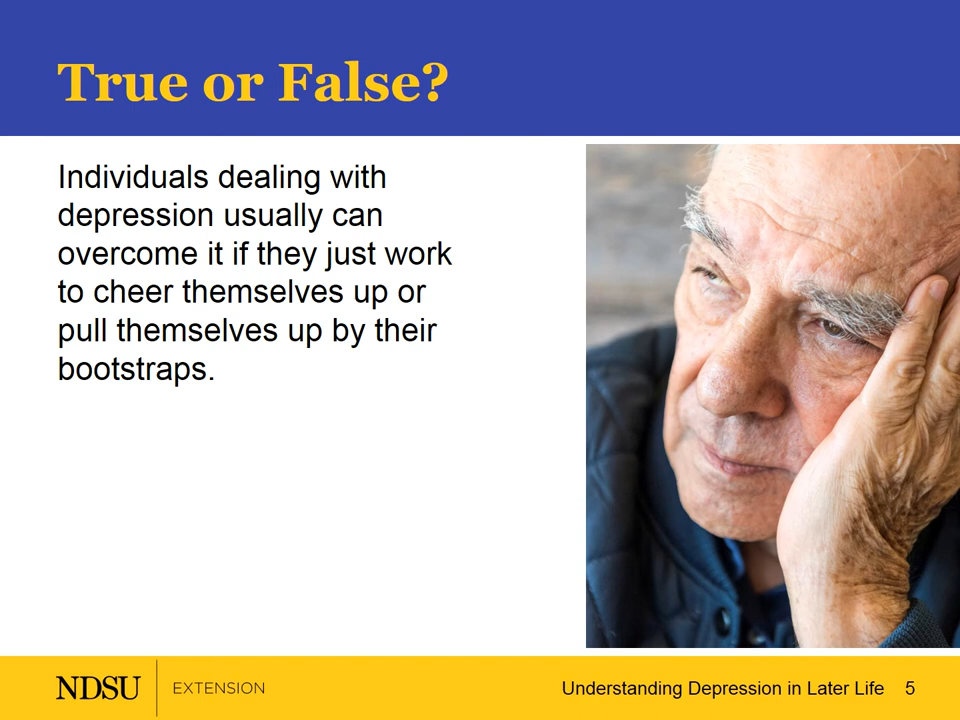 True or False?
Individuals dealing with
depression usually can
overcome it if they just work
to cheer themselves up or
pull themselves up by their
bootstraps.
NDSU EXTENSION
Understanding Depression in Later Life 5